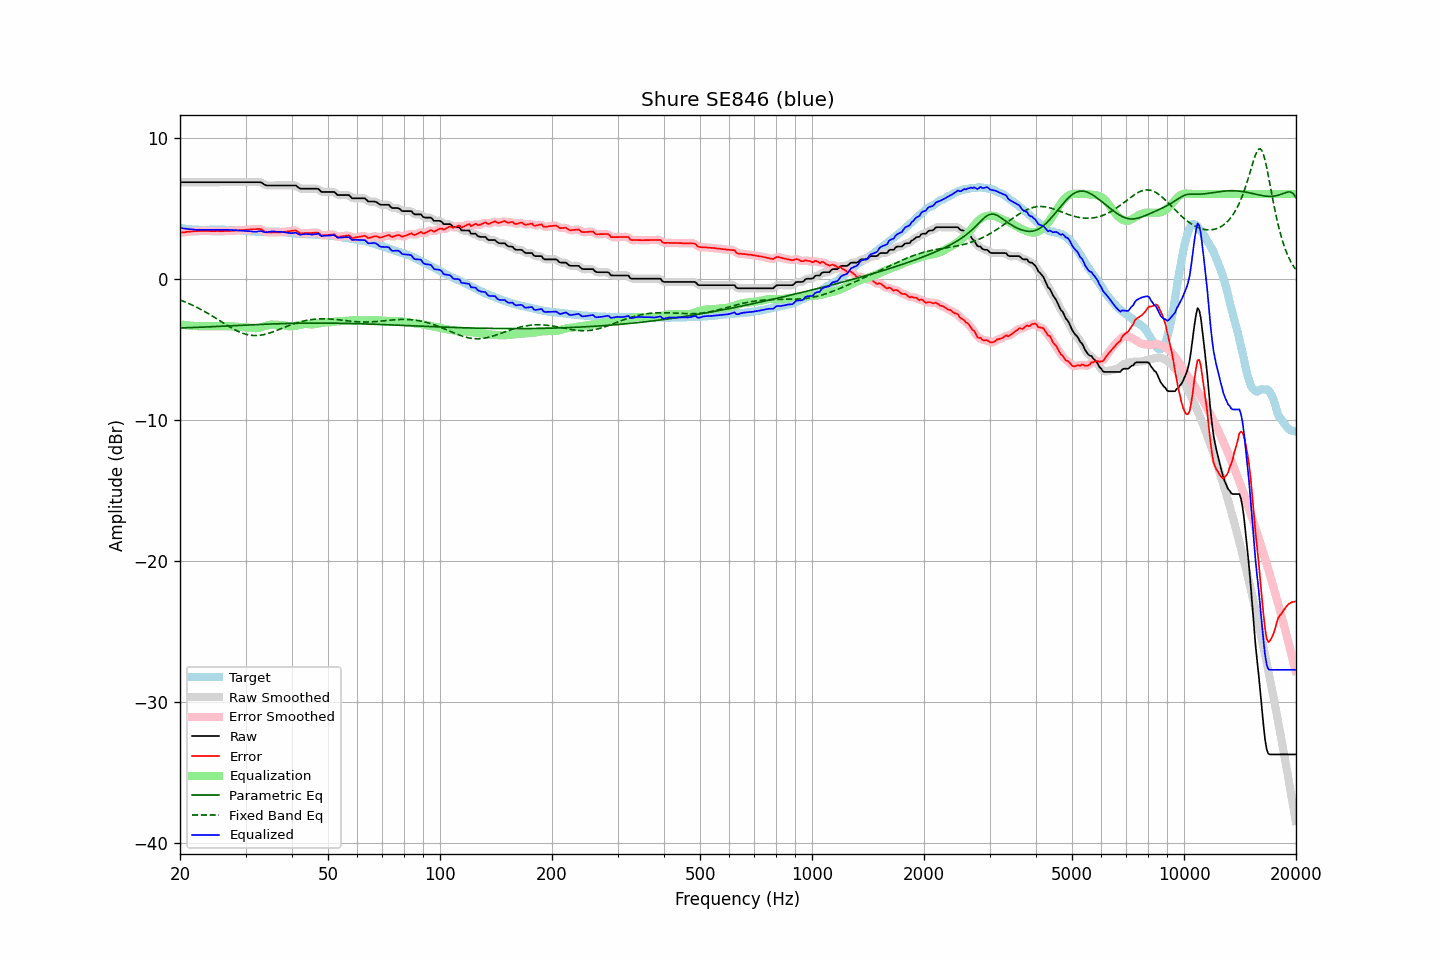 Shure SE846 (blue)
10
0
−10
−20
−30
−40
Amplitude (dBr)
Target
Raw Smoothed
Error Smoothed
Raw
Error
Equalization
Parametric Eq
Fixed Band Eq
Equalized
20 50 100 200 500 1000 2000 5000 10000 20000
Frequency (Hz)